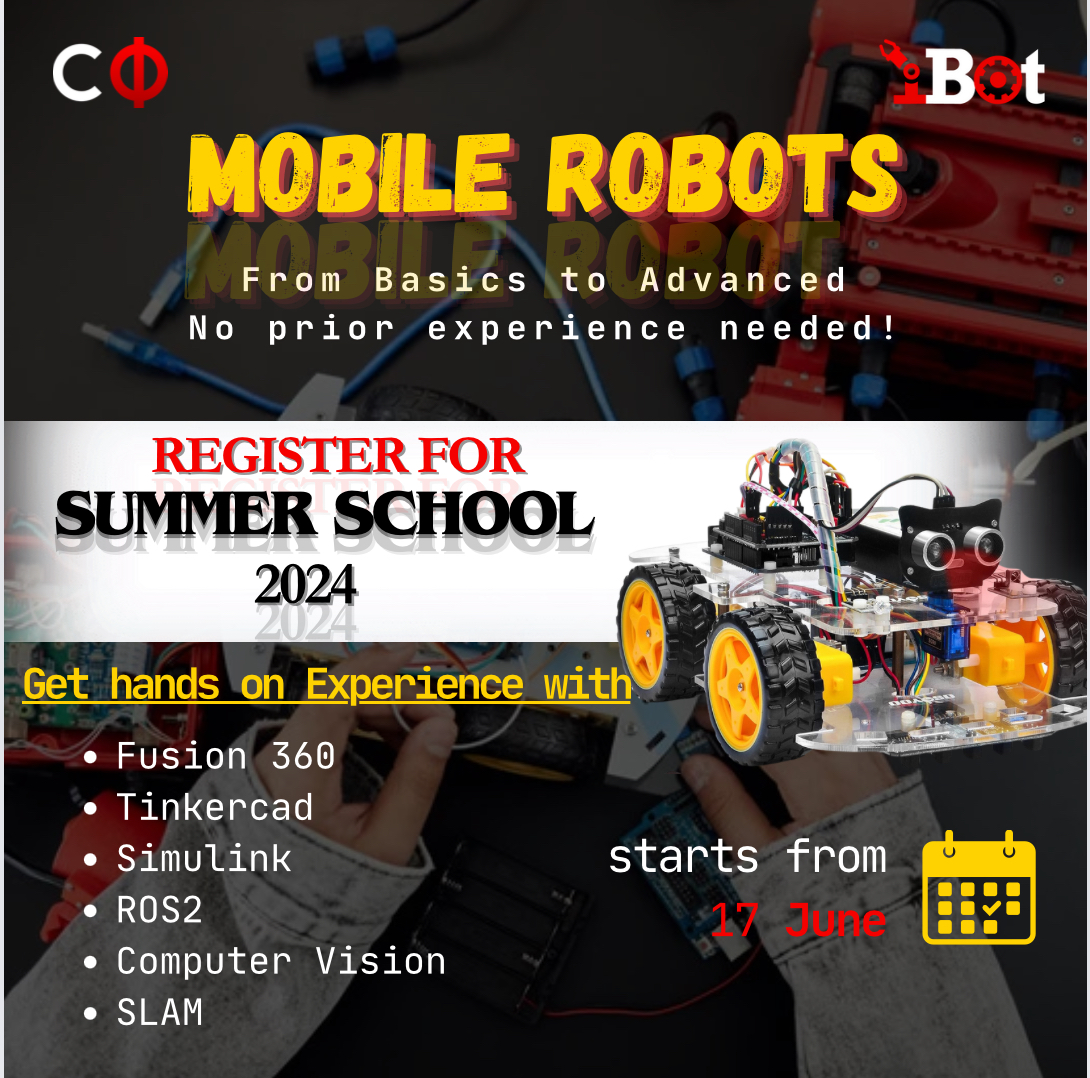 CΦ
iBot
MOBILE ROBOTS
From Basics to Advanced
No prior experience needed!
REGISTER FOR
SUMMER SCHOOL
2024
Get hands on Experience with
• Fusion 360
• Tinkercad
• Simulink
• ROS2
• Computer Vision
• SLAM
starts from
17 June